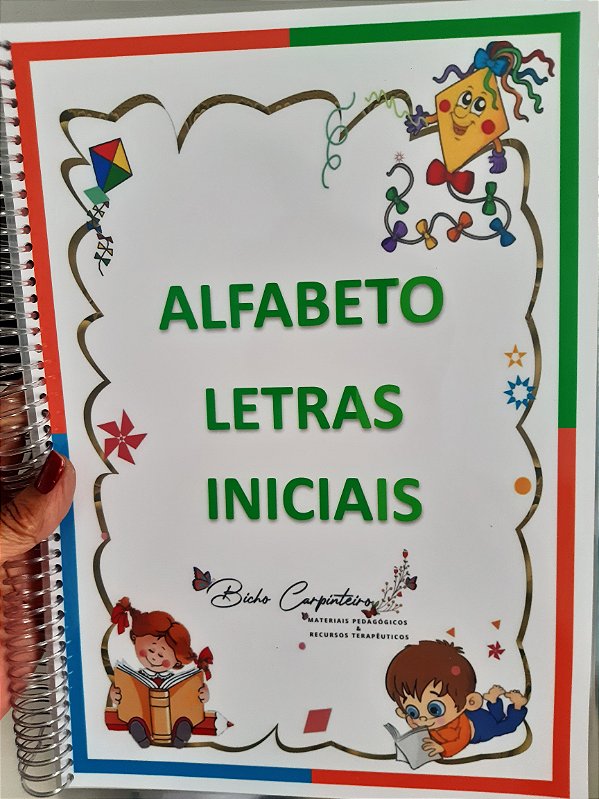 ALFABETO
LETRAS
INICIAIS
Bicho Carpinteiro
MATERIAIS PEDAGÓGICOS
&
RECURSOS TERAPÊUTICOS